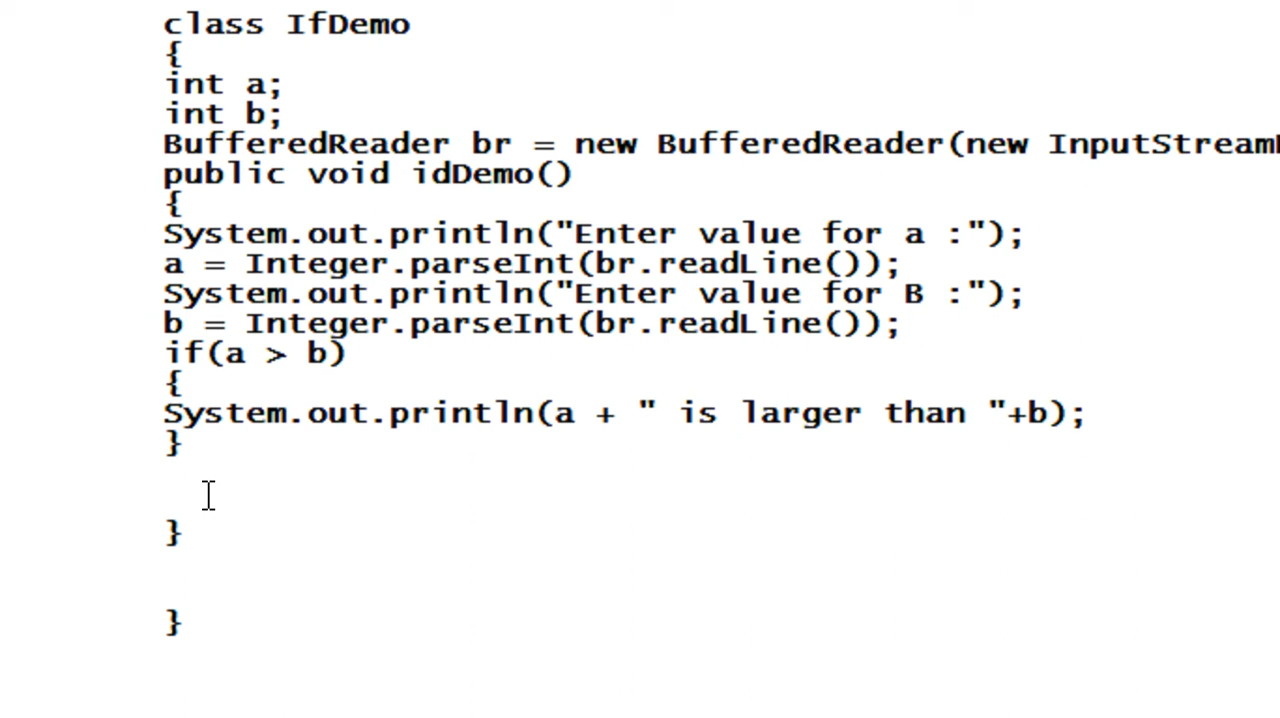 class IfDemo
{
int a;
int b;
BufferedReader br = new BufferedReader(new InputStream
public void idDemo()
{
System.out.println("Enter value for a :");
a = Integer.parseInt(br.readLine());
System.out.println("Enter value for B :");
b = Integer.parseInt(br.readLine());
if(a > b)
{
System.out.println(a + " is larger than "+b);
}
}
}